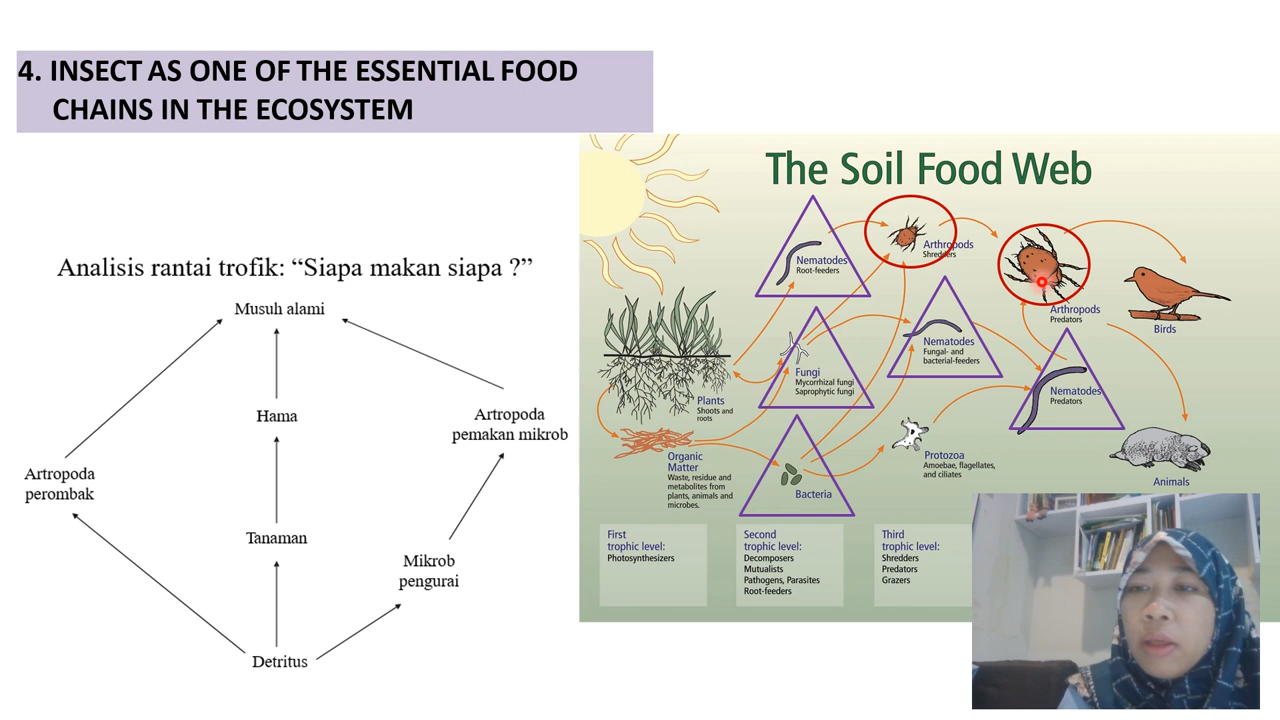 4. INSECT AS ONE OF THE ESSENTIAL FOOD
CHAINS IN THE ECOSYSTEM
Analisis rantai trofik: “Siapa makan siapa ?”
Musuh alami
Hama
Artropoda
pemakan mikrob
Artropoda
perombak
Tanaman
Mikrob
pengurai
Detritus
The Soil Food Web
Nematodes
Root-feeders
Arthropods
Shredders
Arthropods
Predators
Birds
Fungi
Mycorrhizal fungi
Saprophytic fungi
Nematodes
Fungal- and
bacterial-feeders
Nematodes
Predators
Plants
Shoots and
roots
Organic
Matter
Waste, residue and
metabolites from
plants, animals and
microbes.
Bacteria
Protozoa
Amoebae, flagellates,
and ciliates
Animals
First
trophic level:
Photosynthesizers
Second
trophic level:
Decomposers
Mutualists
Pathogens, Parasites
Root-feeders
Third
trophic level:
Shredders
Predators
Grazers